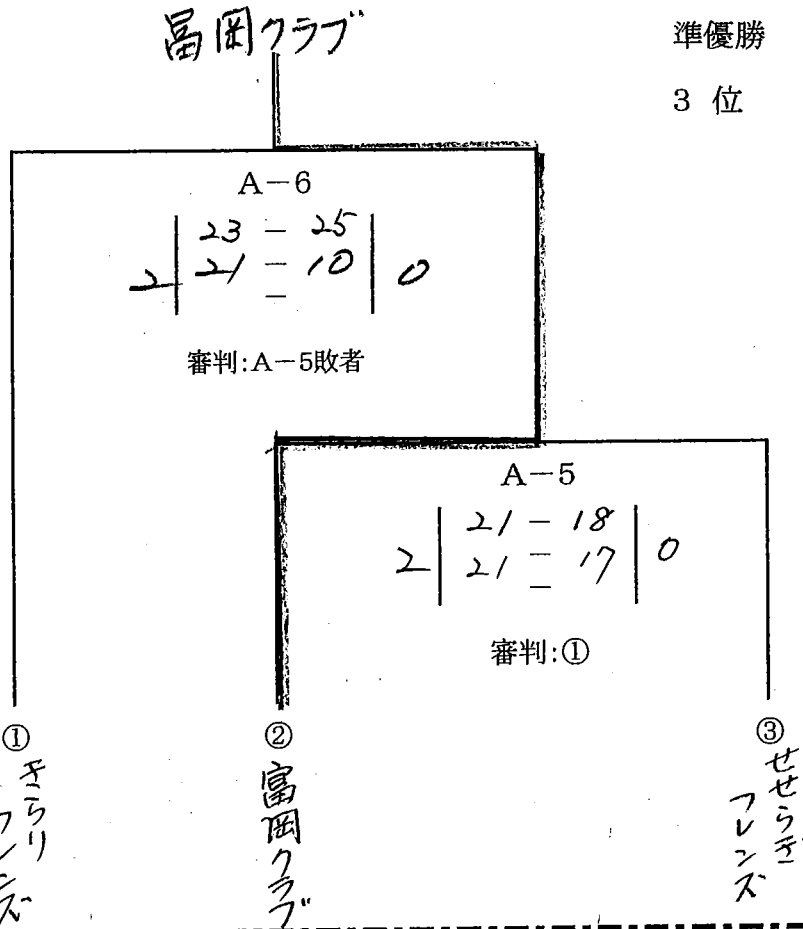 冨岡クラブ
準優勝
3 位
A－6
23 － 25
2 21 － 10 0
－
審判:A－5敗者
A－5
21 － 18
2 21 － 17 0
－
審判:①
①
きらり
フレンズ
②
富岡クラブ
③
せせらぎ
フレンズ